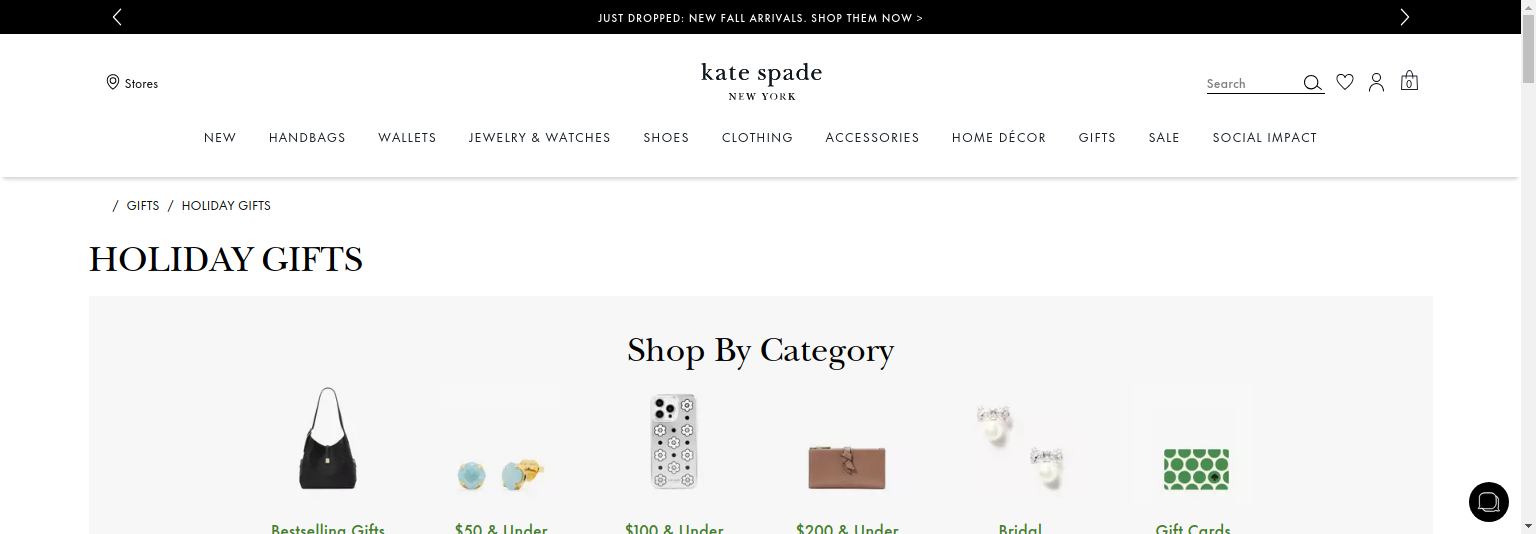 JUST DROPPED: NEW FALL ARRIVALS. SHOP THEM NOW >
Stores
kate spade
NEW YORK
Search
0
NEW HANDBAGS WALLETS JEWELRY & WATCHES SHOES CLOTHING ACCESSORIES HOME DÉCOR GIFTS SALE SOCIAL IMPACT
/ GIFTS / HOLIDAY GIFTS
HOLIDAY GIFTS
Shop By Category
Bestselling Gifts $50 & Under $100 & Under $200 & Under Bridal Gift Cards